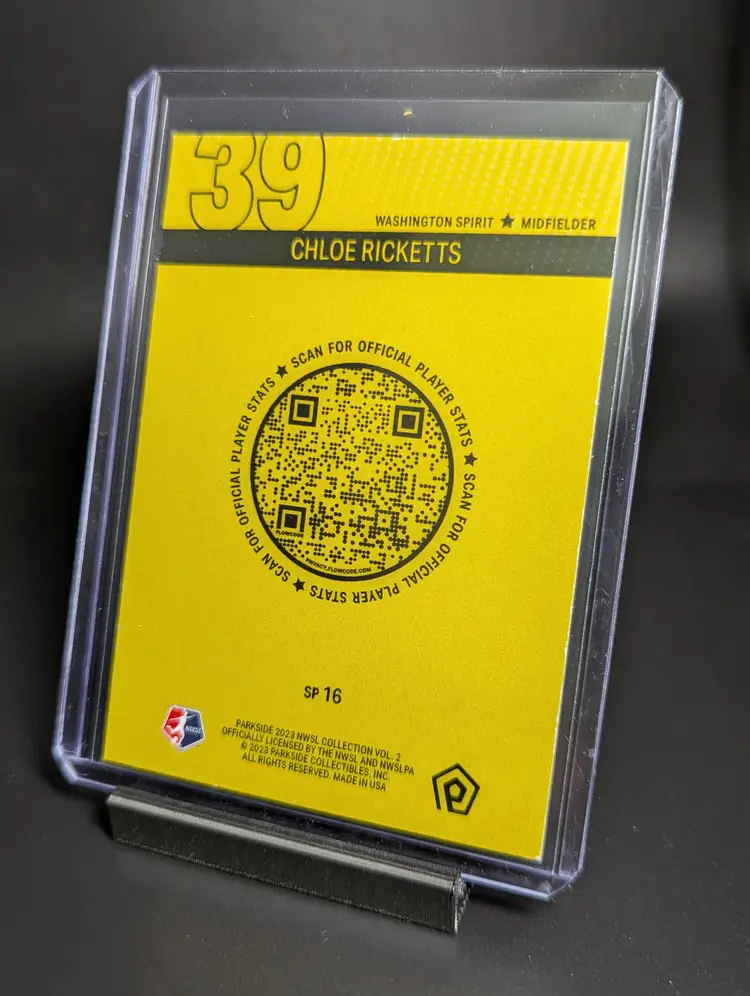 39
WASHINGTON SPIRIT ★ MIDFIELDER
CHLOE RICKETTS
SCAN FOR OFFICIAL PLAYER STATS ★ SCAN FOR OFFICIAL PLAYER STATS ★ SCAN FOR OFFICIAL PLAYER STATS ★
FLOWCODE
PRIVACY.FLOWCODE.COM
SP 16
NWSL
PARKSIDE 2023 NWSL COLLECTION VOL. 2
OFFICIALLY LICENSED BY THE NWSL AND NWSLPA
© 2023 PARKSIDE COLLECTIBLES, INC.
ALL RIGHTS RESERVED. MADE IN USA